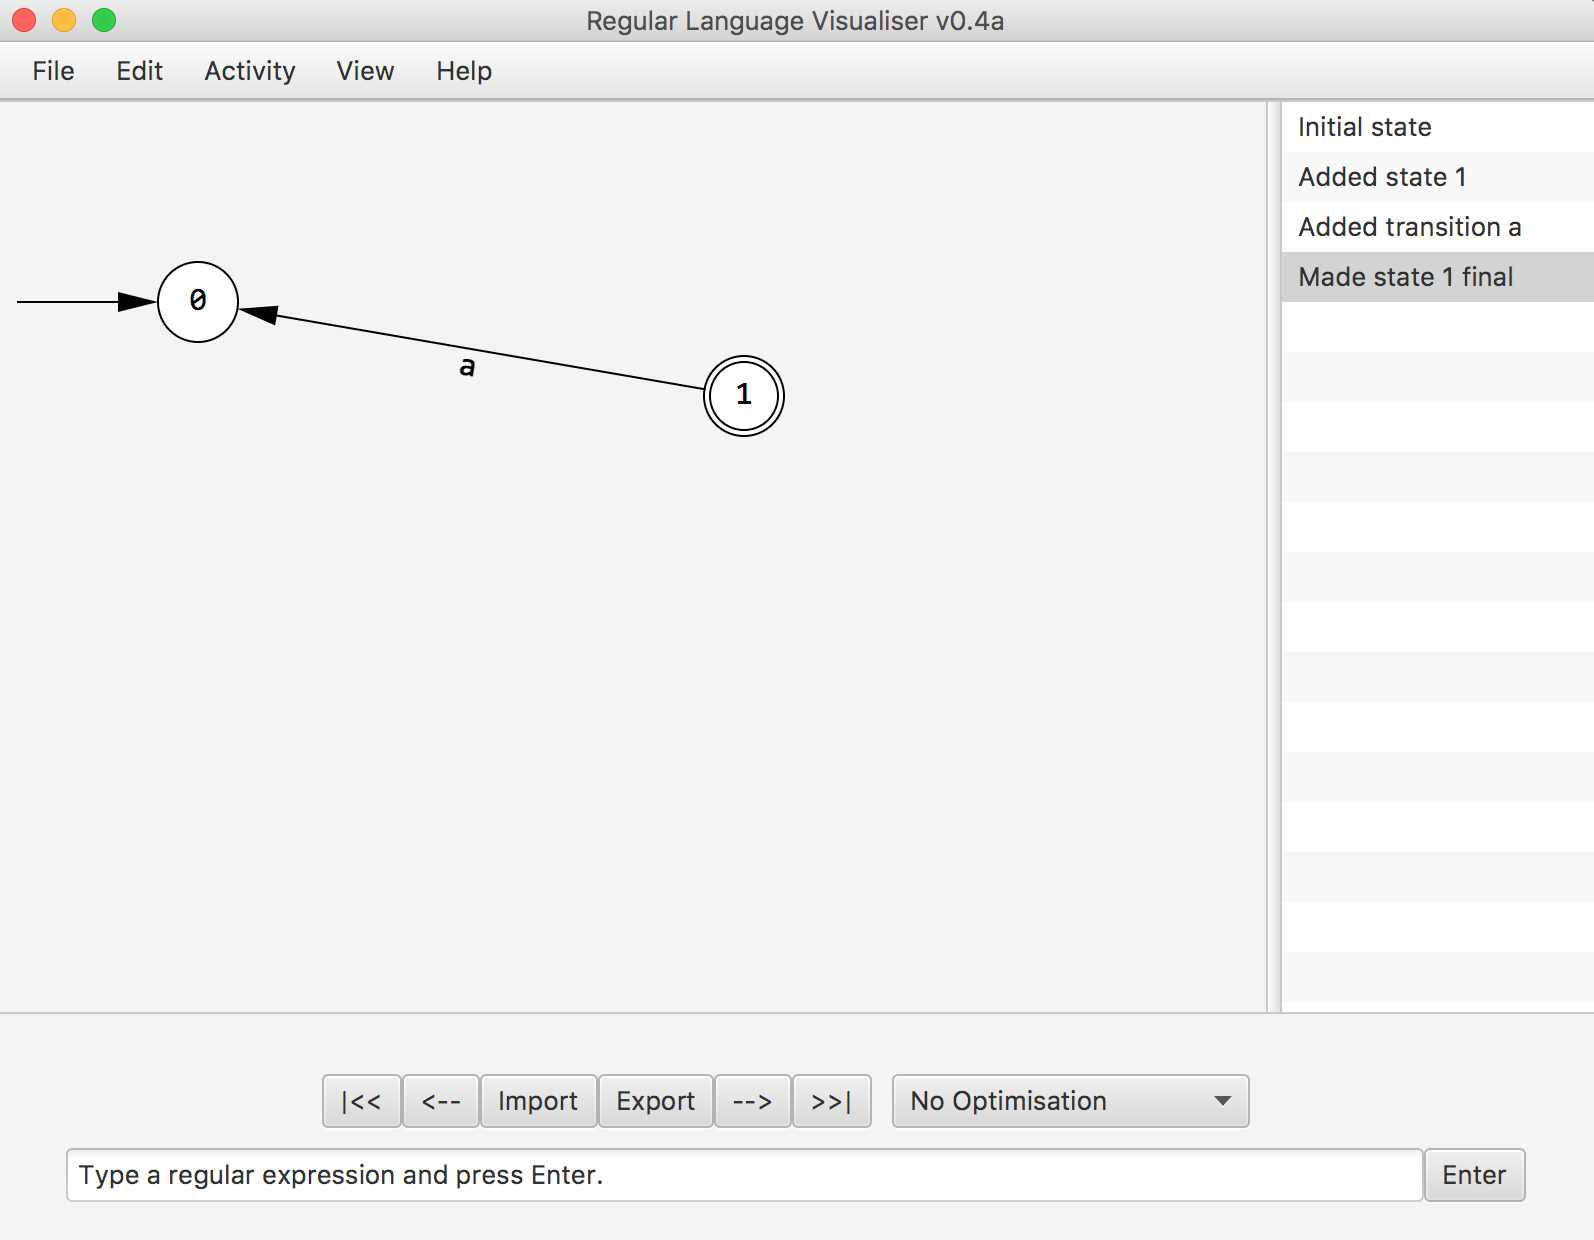 Regular Language Visualiser v0.4a
File Edit Activity View Help
Initial state
Added state 1
Added transition a
Made state 1 final
0
a
1
|<< <-- Import Export --> >>| No Optimisation
Type a regular expression and press Enter. Enter